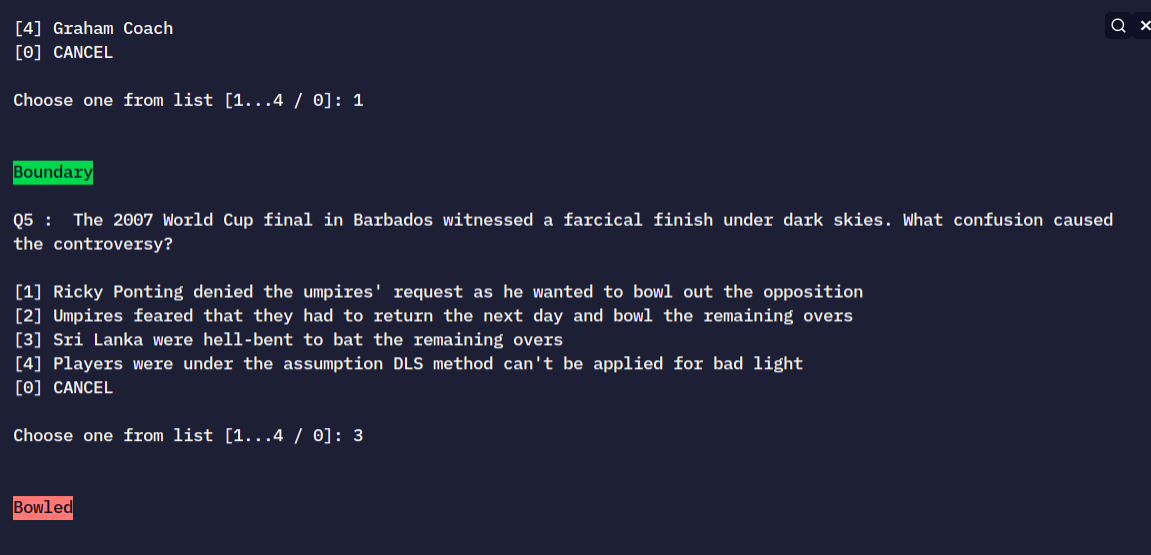 [4] Graham Coach
[0] CANCEL
Choose one from list [1...4 / 0]: 1
Boundary
Q5 :  The 2007 World Cup final in Barbados witnessed a farcical finish under dark skies. What confusion caused
the controversy?
[1] Ricky Ponting denied the umpires' request as he wanted to bowl out the opposition
[2] Umpires feared that they had to return the next day and bowl the remaining overs
[3] Sri Lanka were hell-bent to bat the remaining overs
[4] Players were under the assumption DLS method can't be applied for bad light
[0] CANCEL
Choose one from list [1...4 / 0]: 3
Bowled